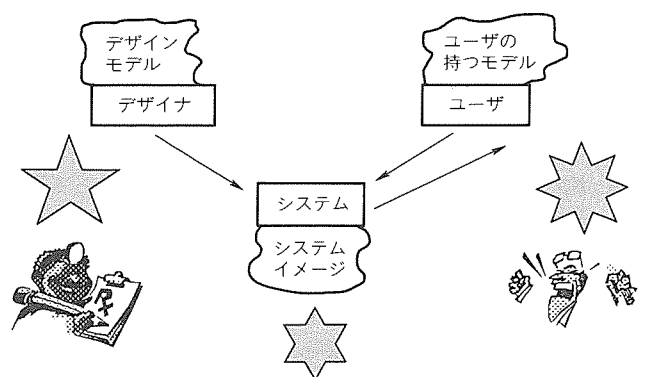 デザイン
モデル
デザイナ
ユーザの
持つモデル
ユーザ
システム
システム
イメージ